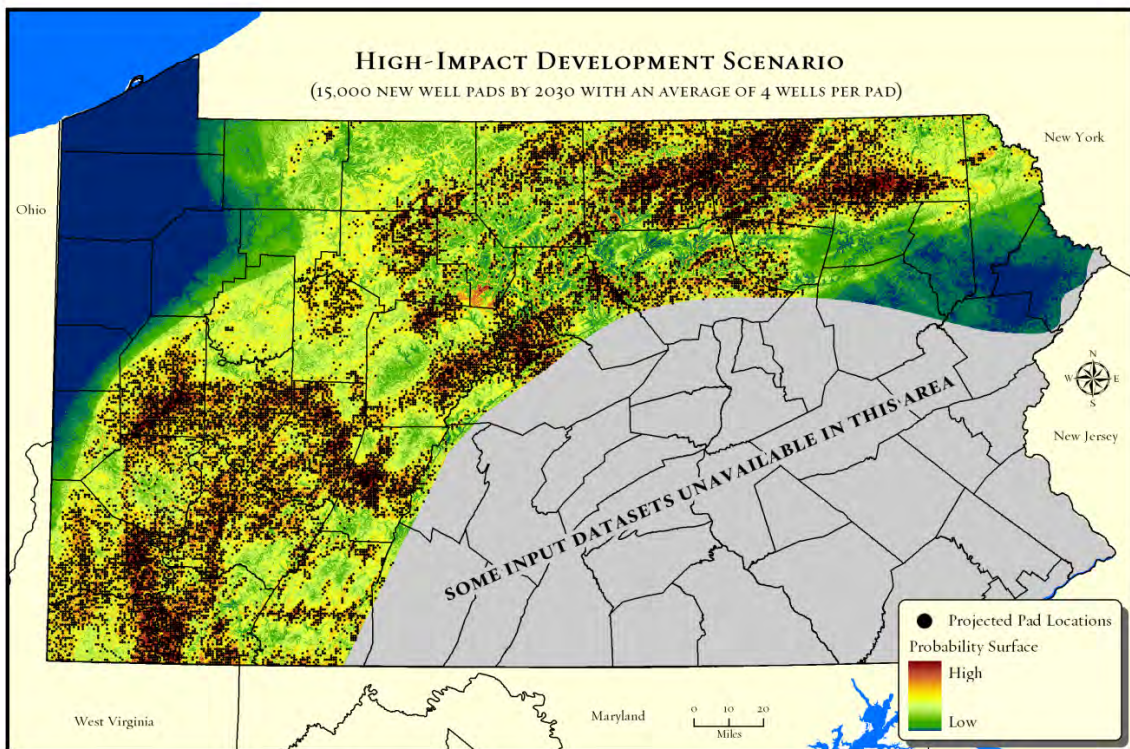 High-Impact Development Scenario
(15,000 new well pads by 2030 with an average of 4 wells per pad)
New York
Ohio
N
W E
S
New Jersey
SOME INPUT DATASETS UNAVAILABLE IN THIS AREA
Projected Pad Locations
Probability Surface
High
Low
West Virginia
Maryland
0 10 20
Miles